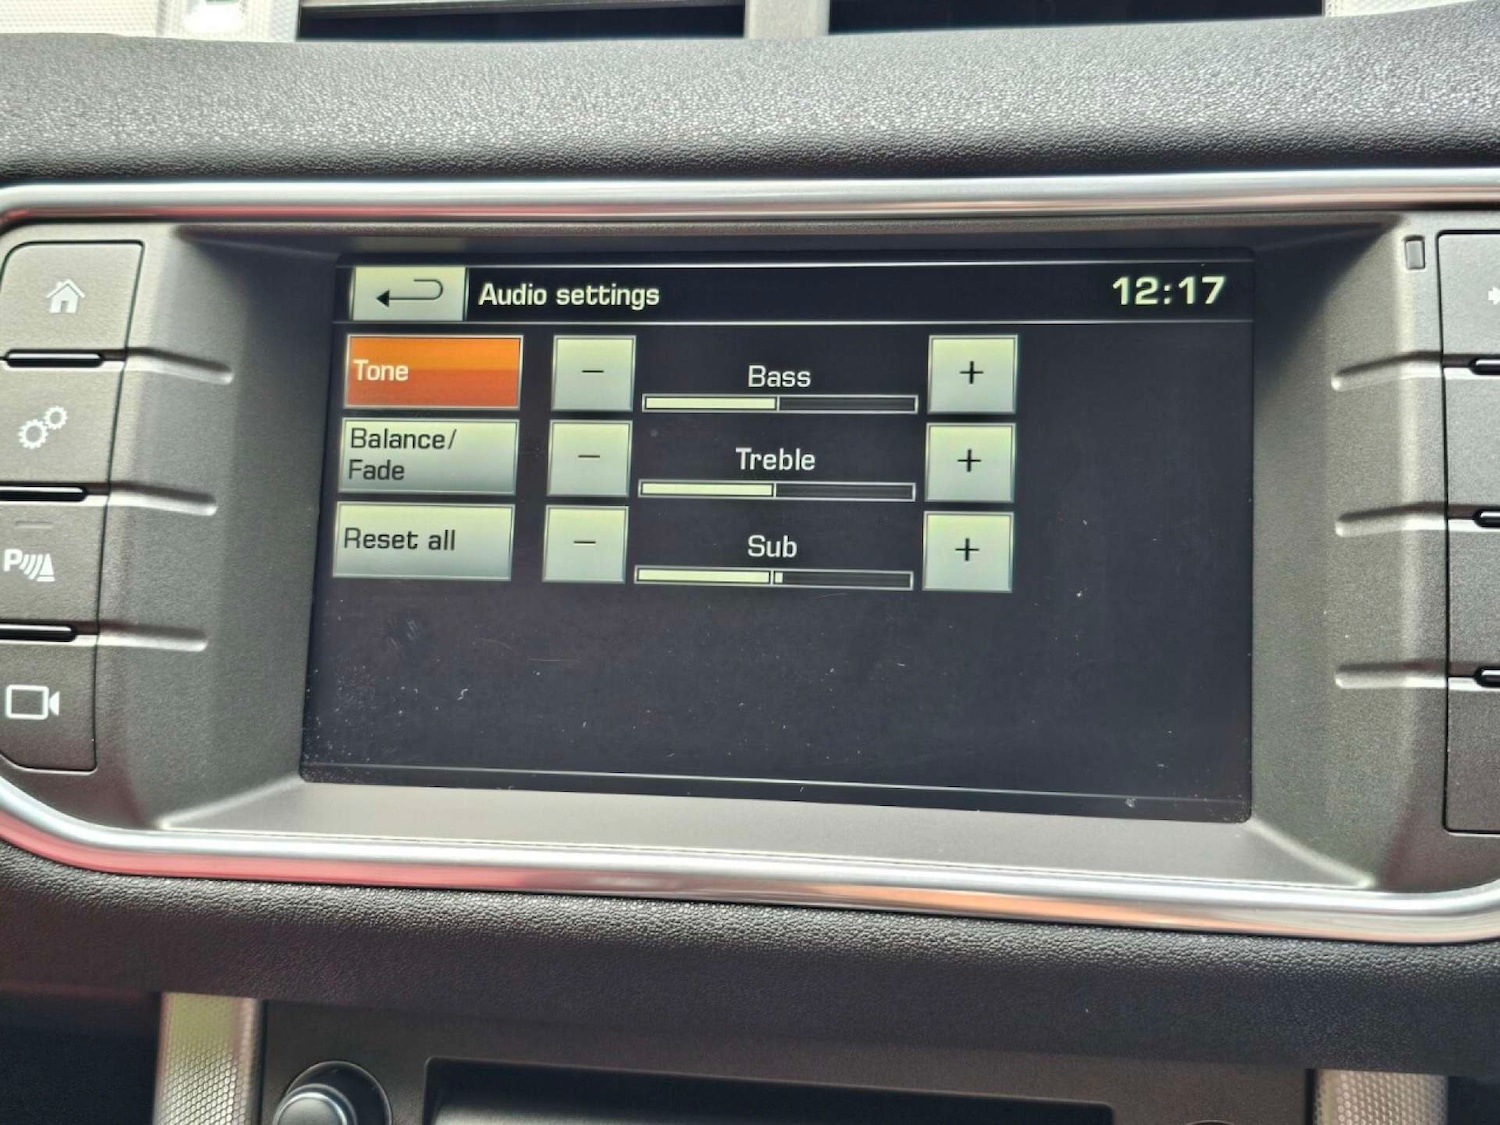 Audio settings
12:17
Tone
− Bass +
Balance/
Fade
− Treble +
Reset all
− Sub +
P